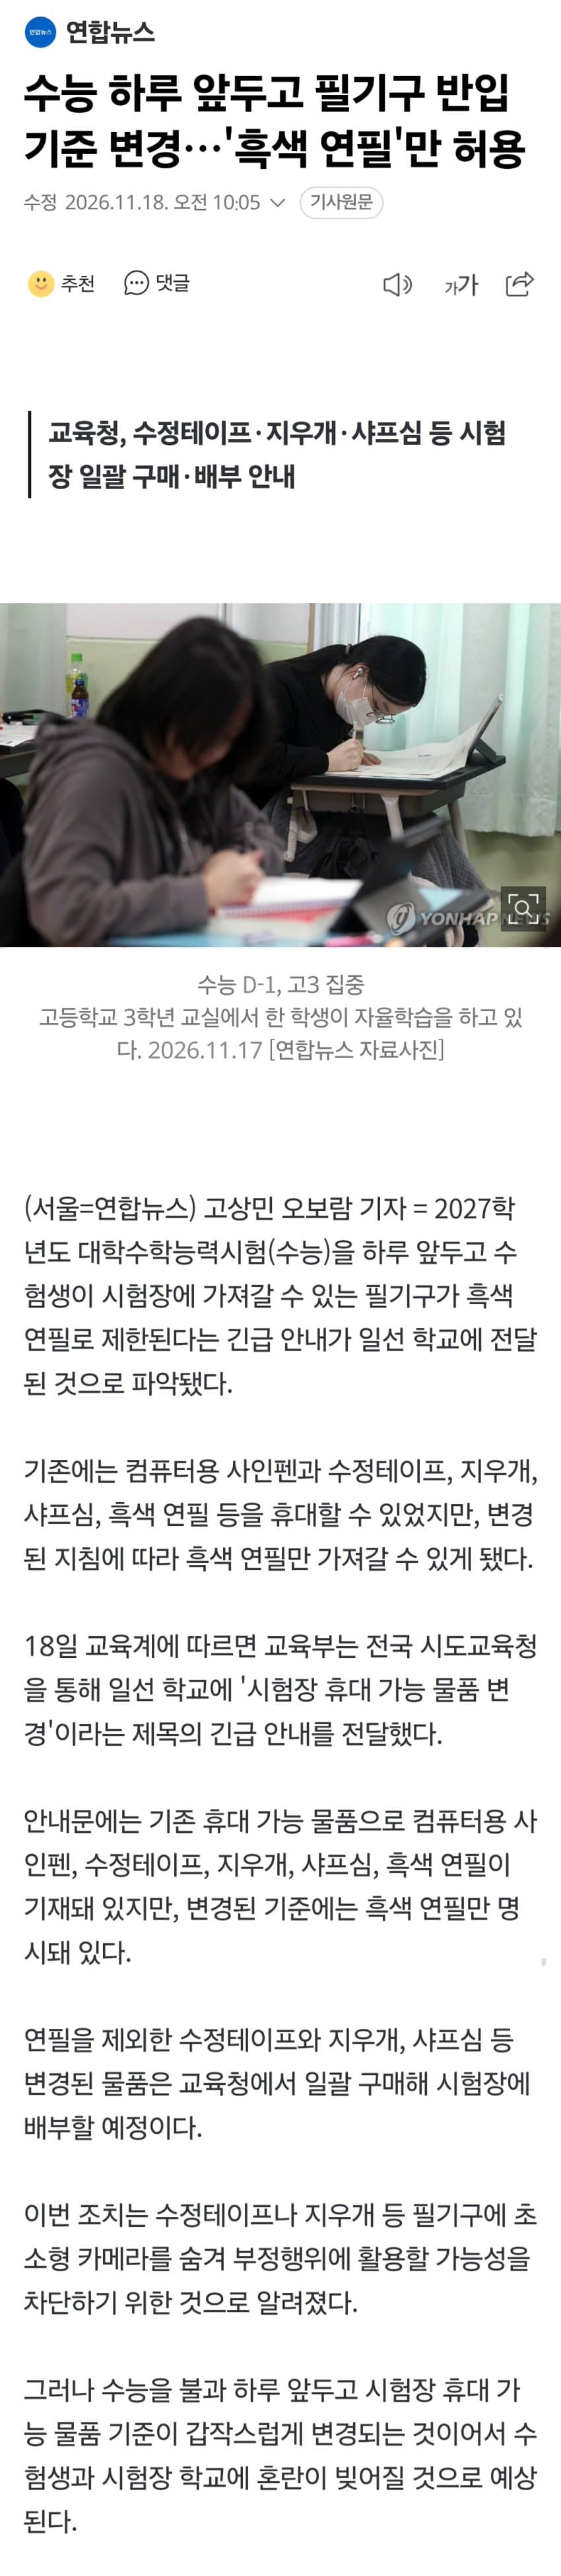 연합뉴스
연합뉴스
수능 하루 앞두고 필기구 반입
기준 변경…'흑색 연필'만 허용
수정 2026.11.18. 오전 10:05
기사원문
추천
댓글
가가
교육청, 수정테이프·지우개·샤프심 등 시험
장 일괄 구매·배부 안내
YONHAP NEWS
수능 D-1, 고3 집중
고등학교 3학년 교실에서 한 학생이 자율학습을 하고 있
다. 2026.11.17 [연합뉴스 자료사진]
(서울=연합뉴스) 고상민 오보람 기자 = 2027학
년도 대학수학능력시험(수능)을 하루 앞두고 수
험생이 시험장에 가져갈 수 있는 필기구가 흑색
연필로 제한된다는 긴급 안내가 일선 학교에 전달
된 것으로 파악됐다.
기존에는 컴퓨터용 사인펜과 수정테이프, 지우개,
샤프심, 흑색 연필 등을 휴대할 수 있었지만, 변경
된 지침에 따라 흑색 연필만 가져갈 수 있게 됐다.
18일 교육계에 따르면 교육부는 전국 시도교육청
을 통해 일선 학교에 '시험장 휴대 가능 물품 변
경'이라는 제목의 긴급 안내를 전달했다.
안내문에는 기존 휴대 가능 물품으로 컴퓨터용 사
인펜, 수정테이프, 지우개, 샤프심, 흑색 연필이
기재돼 있지만, 변경된 기준에는 흑색 연필만 명
시돼 있다.
연필을 제외한 수정테이프와 지우개, 샤프심 등
변경된 물품은 교육청에서 일괄 구매해 시험장에
배부할 예정이다.
이번 조치는 수정테이프나 지우개 등 필기구에 초
소형 카메라를 숨겨 부정행위에 활용할 가능성을
차단하기 위한 것으로 알려졌다.
그러나 수능을 불과 하루 앞두고 시험장 휴대 가
능 물품 기준이 갑작스럽게 변경되는 것이어서 수
험생과 시험장 학교에 혼란이 빚어질 것으로 예상
된다.